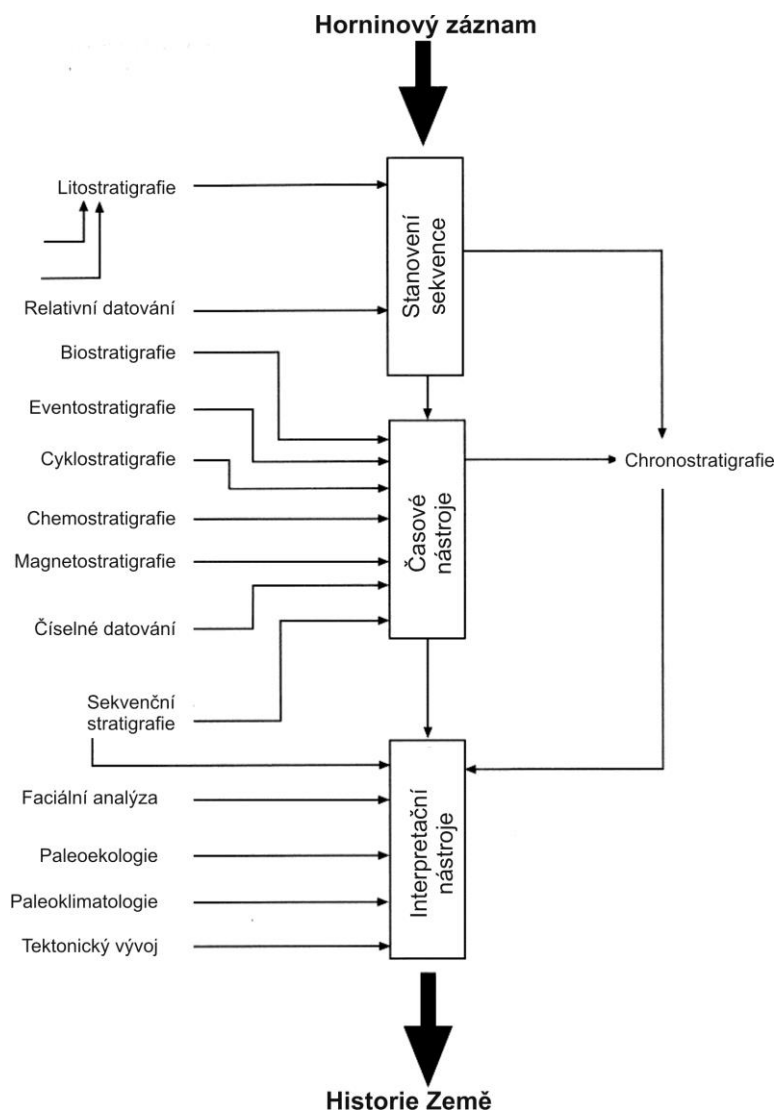 Horninový záznam
Litostratigrafie
Stanovení
sekvence
Relativní datování
Biostratigrafie
Eventostratigrafie
Cyklostratigrafie
Chronostratigrafie
Chemostratigrafie
Časové
nástroje
Magnetostratigrafie
Číselné datování
Sekvenční
stratigrafie
Faciální analýza
Paleoekologie
Interpretační
nástroje
Paleoklimatologie
Tektonický vývoj
Historie Země